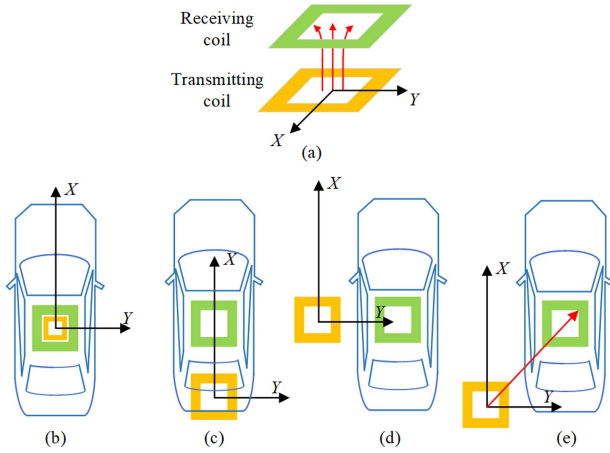 Receiving
coil
Transmitting
coil
Y
X
(a)
X
Y
(b)
X
Y
(c)
X
Y
(d)
X
Y
(e)